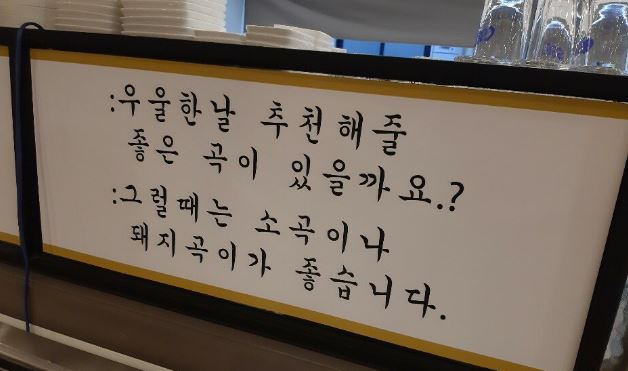 :우울한날 추천해줄
좋은 곡이 있을까요.?
:그럴때는 소곡이나
돼지곡이가 좋습니다.